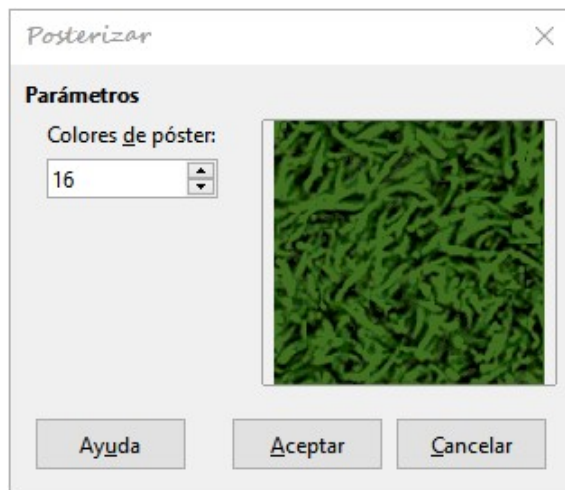 Posterizar
Parámetros
Colores de póster:
16
Ayuda
Aceptar
Cancelar